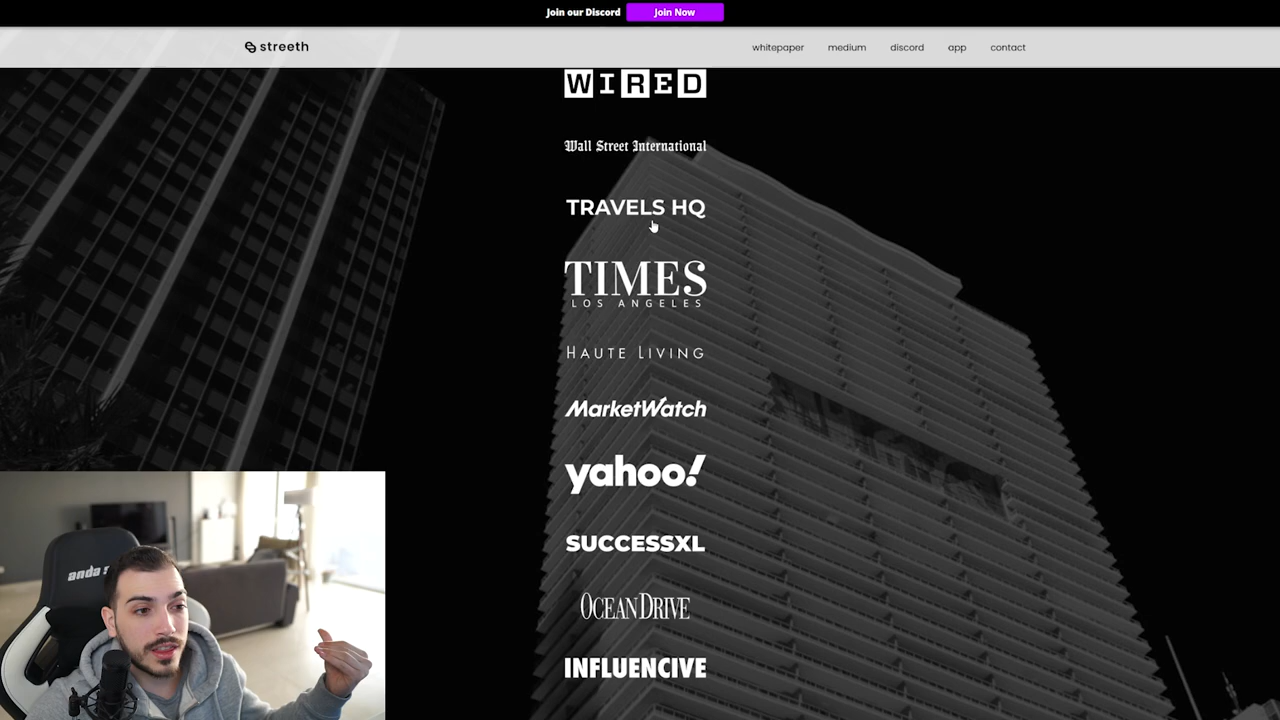 Join our Discord Join Now
streeth whitepaper medium discord app contact
WIRED
Wall Street International
TRAVELS HQ
TIMES
LOS ANGELES
HAUTE LIVING
MarketWatch
yahoo!
SUCCESSXL
OCEAN DRIVE
INFLUENCIVE
anda s